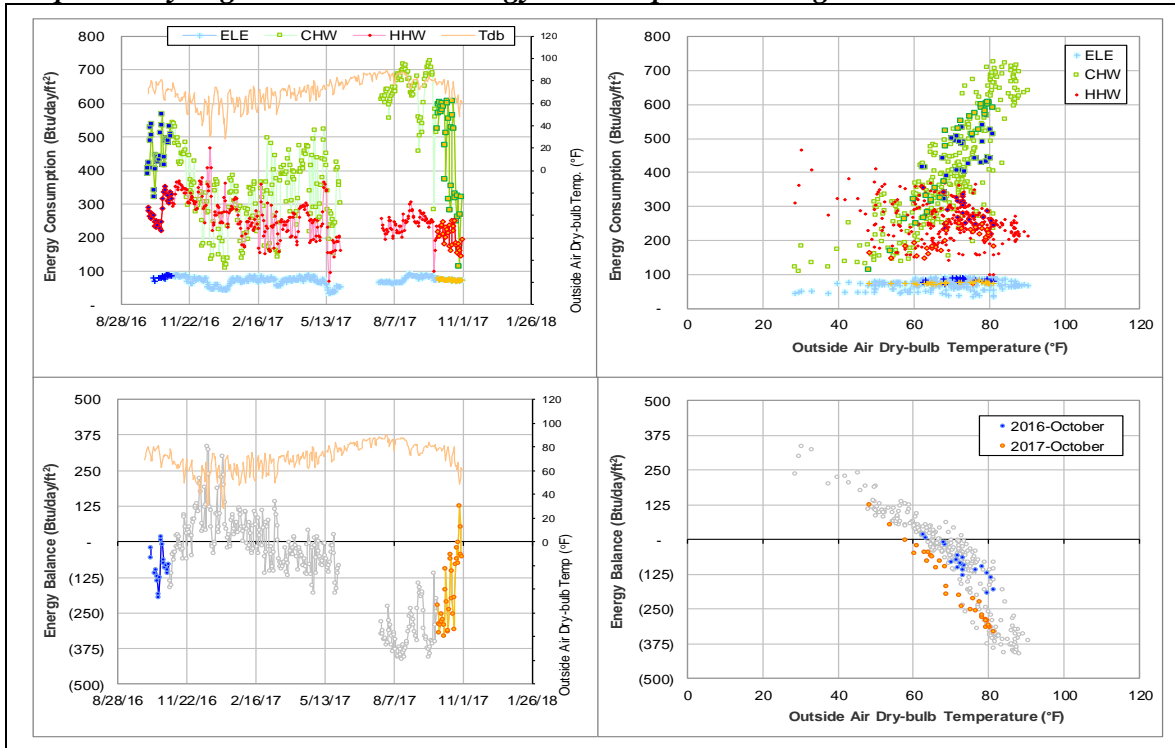 ELE CHW HHW Tdb
Energy Consumption (Btu/day/ft²)
800
700
600
500
400
300
200
100
-
120
100
80
60
40
20
0
Outside Air Dry-bulb Temp. (°F)
8/28/16 11/22/16 2/16/17 5/13/17 8/7/17 11/1/17 1/26/18
ELE
CHW
HHW
Energy Consumption (Btu/day/ft²)
800
700
600
500
400
300
200
100
-
0 20 40 60 80 100 120
Outside Air Dry-bulb Temperature (°F)
Energy Balance (Btu/day/ft²)
500
375
250
125
-
(125)
(250)
(375)
(500)
120
100
80
60
40
20
0
Outside Air Dry-bulb Temp (°F)
8/28/16 11/22/16 2/16/17 5/13/17 8/7/17 11/1/17 1/26/18
2016-October
2017-October
Energy Balance (Btu/day/ft²)
500
375
250
125
-
(125)
(250)
(375)
(500)
0 20 40 60 80 100 120
Outside Air Dry-bulb Temperature (°F)